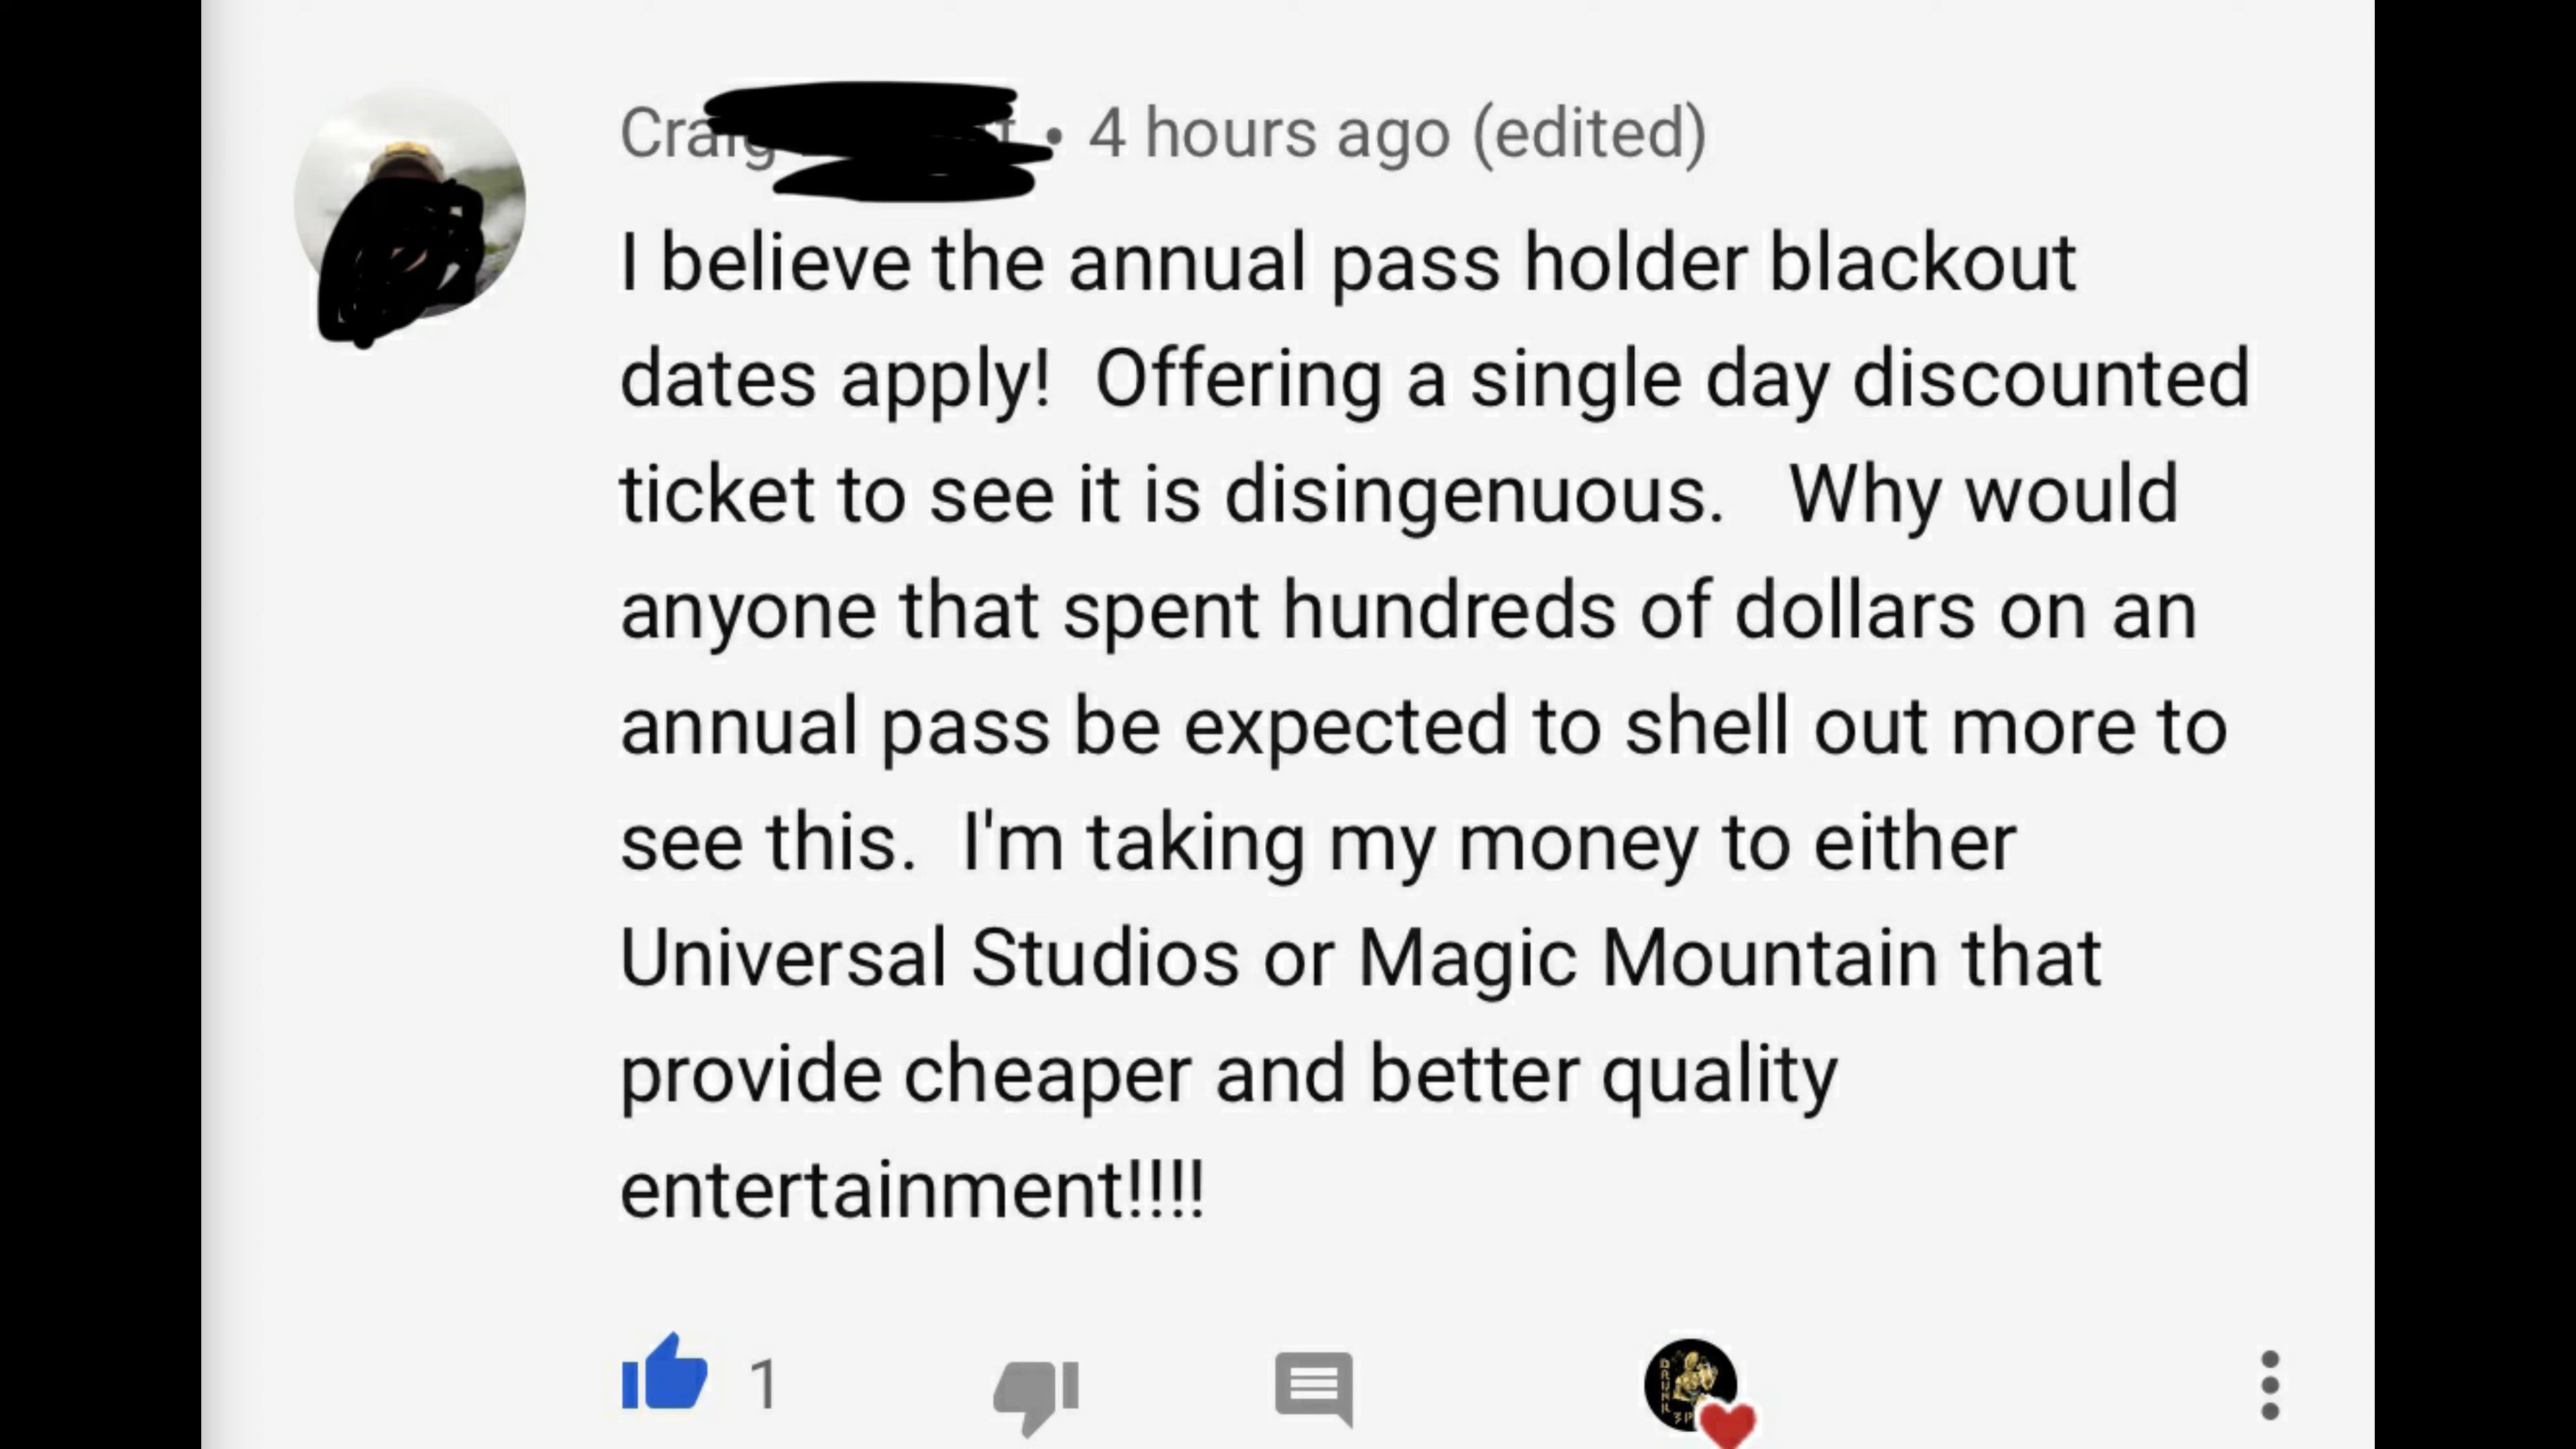 Craig • 4 hours ago (edited)
I believe the annual pass holder blackout
dates apply!  Offering a single day discounted
ticket to see it is disingenuous.   Why would
anyone that spent hundreds of dollars on an
annual pass be expected to shell out more to
see this.  I'm taking my money to either
Universal Studios or Magic Mountain that
provide cheaper and better quality
entertainment!!!!
1